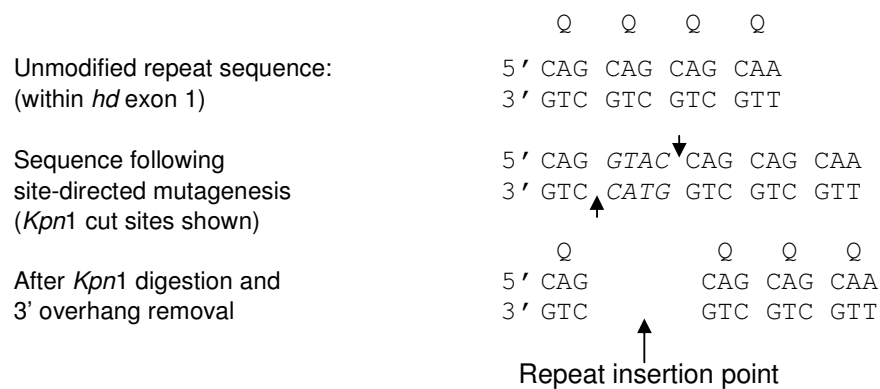 Q Q Q Q
Unmodified repeat sequence: 5′ CAG CAG CAG CAA
(within hd exon 1) 3′ GTC GTC GTC GTT
Sequence following 5′ CAG GTAC CAG CAG CAA
site-directed mutagenesis 3′ GTC CATG GTC GTC GTT
(Kpn1 cut sites shown)
Q Q Q Q
After Kpn1 digestion and 5′ CAG CAG CAG CAA
3' overhang removal 3′ GTC GTC GTC GTT
Repeat insertion point